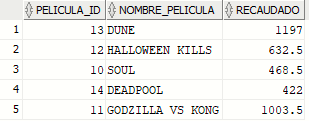 PELICULA_ID NOMBRE_PELICULA RECAUDADO
1 13 DUNE 1197
2 12 HALLOWEEN KILLS 632.5
3 10 SOUL 468.5
4 14 DEADPOOL 422
5 11 GODZILLA VS KONG 1003.5